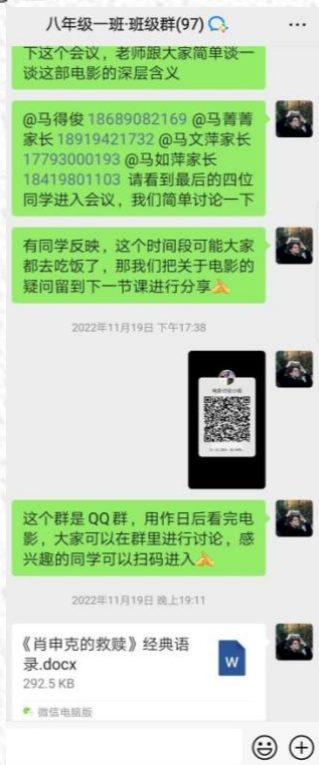 八年级一班·班级群(97)
下这个会议，老师跟大家简单谈一
谈这部电影的深层含义
@马得俊 18689082169 @马菁菁
家长 18919421732 @马文萍家长
17793000193 @马如萍家长
18419801103 请看到最后的四位
同学进入会议，我们简单讨论一下
有同学反映，这个时间段可能大家
都去吃饭了，那我们把关于电影的
疑问留到下一节课进行分享
2022年11月19日 下午17:38
这个群是 QQ 群，用作日后看完电
影，大家可以在群里进行讨论，感
兴趣的同学可以扫码进入
2022年11月19日 晚上19:11
《肖申克的救赎》经典语
录.docx
W
292.5 KB
微信电脑版